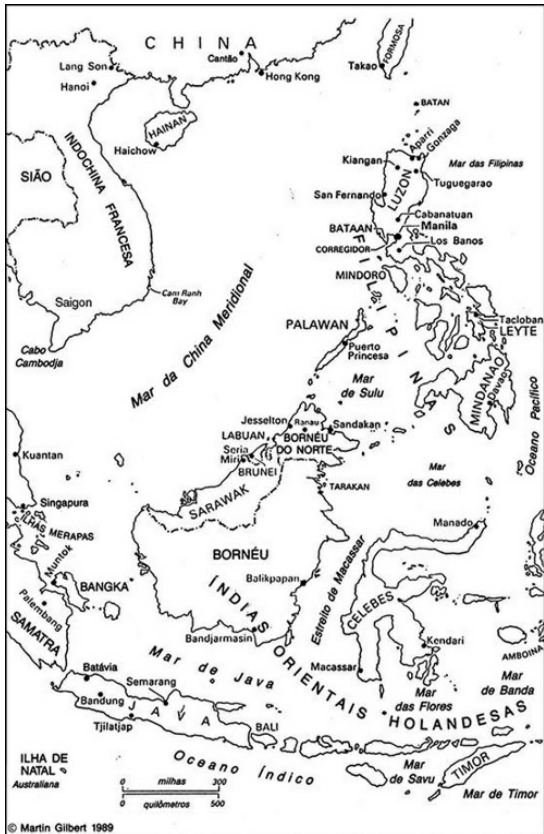 CHINA
FORMOSA
Cantão
Takao
Lang Son
Hong Kong
Hanoi
BATAN
HAINAN
Aparri
Gonzaga
Haichow
Kiangan
Mar das Filipinas
SIÃO
INDOCHINA FRANCESA
Tuguegarao
LUZON
San Fernando
Cabanatuan
BATAAN
Manila
CORREGIDOR
Los Banos
FILIPINAS
MINDORO
Saigon
Cam Ranh
Bay
Tacloban
LEYTE
PALAWAN
Cabo
Cambodja
Puerto
Princesa
Mar da China Meridional
Mar
de Sulu
MINDANAO
Davao
Oceano Pacífico
Jesselton
Ranau
Sandakan
LABUAN
BORNÉU
DO NORTE
Seria
Miri
BRUNEI
Kuantan
Mar
das Celebes
TARAKAN
SARAWAK
Singapura
ILHAS MERAPAS
Manado
BORNÉU
Muntok
BANGKA
Balikpapan
Estreito de Macassar
CELEBES
Palembang
ÍNDIAS ORIENTAIS HOLANDESAS
SAMATRA
Bandjarmasin
Kendari
AMBOINA
Mar de Java
Macassar
Batávia
Semarang
Mar
das Flores
Mar
de Banda
Bandung
JAVA
Tjilatjap
BALI
ILHA DE
NATAL
Australiana
Oceano Índico
Mar
de Savu
TIMOR
Mar de Timor
0 milhas 300
0 quilômetros 500
© Martin Gilbert 1989